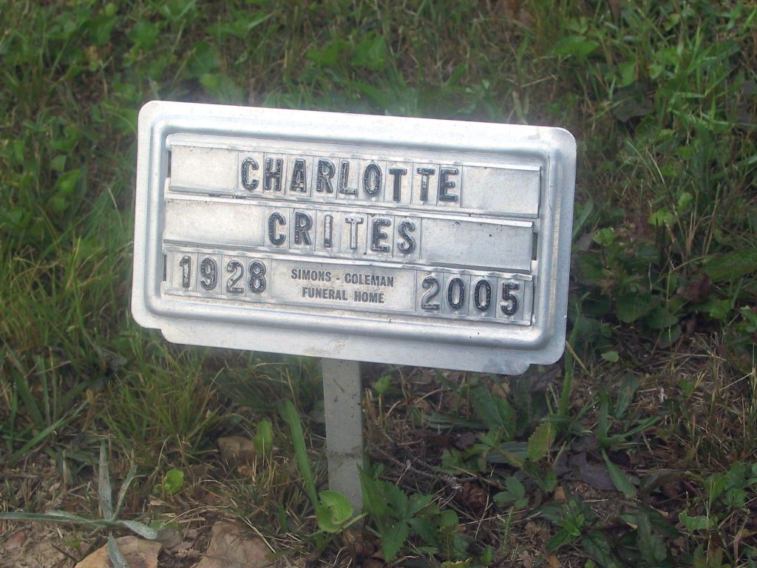 CHARLOTTE
CRITES
1928 SIMONS - COLEMAN 2005
FUNERAL HOME